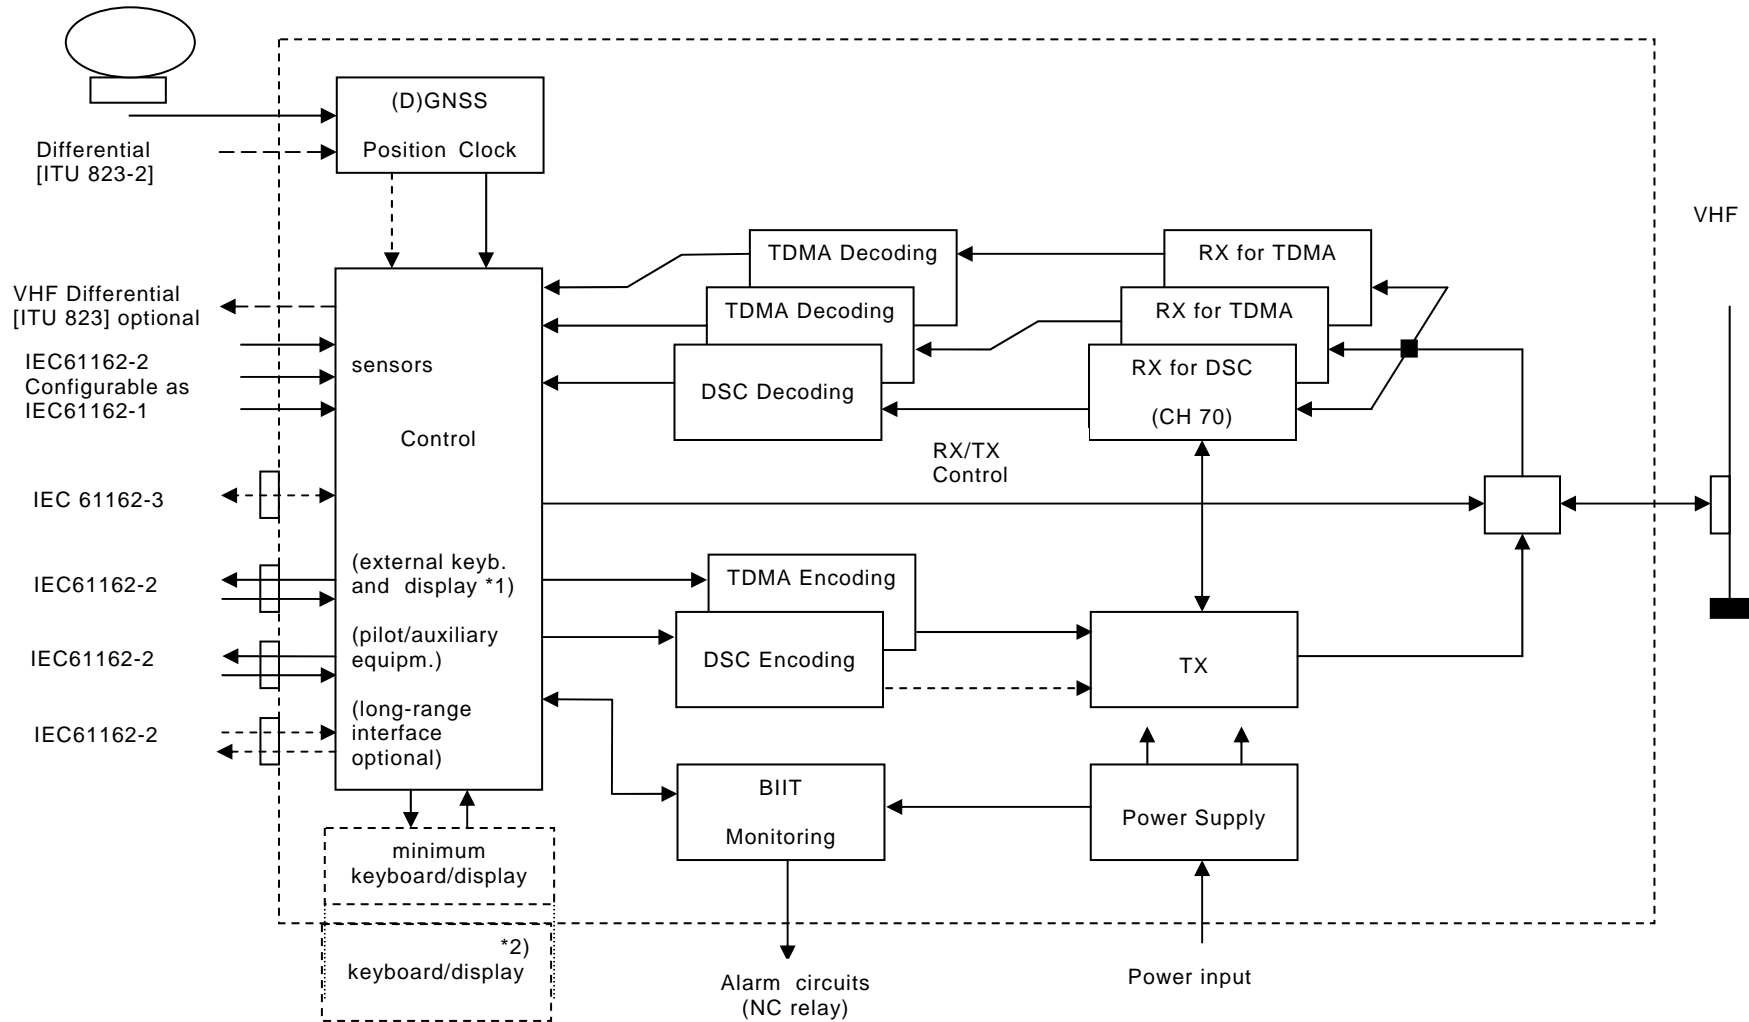 (D)GNSS
Position Clock
Differential
[ITU 823-2]
VHF
TDMA Decoding
RX for TDMA
VHF Differential
[ITU 823] optional
TDMA Decoding
RX for TDMA
IEC61162-2
Configurable as
IEC61162-1
sensors
DSC Decoding
RX for DSC
(CH 70)
Control
RX/TX
Control
IEC 61162-3
IEC61162-2
(external keyb.
and display *1)
TDMA Encoding
IEC61162-2
(pilot/auxiliary
equipm.)
DSC Encoding
TX
IEC61162-2
(long-range
interface
optional)
BIIT
Monitoring
Power Supply
minimum
keyboard/display
*2)
keyboard/display
Alarm circuits
(NC relay)
Power input